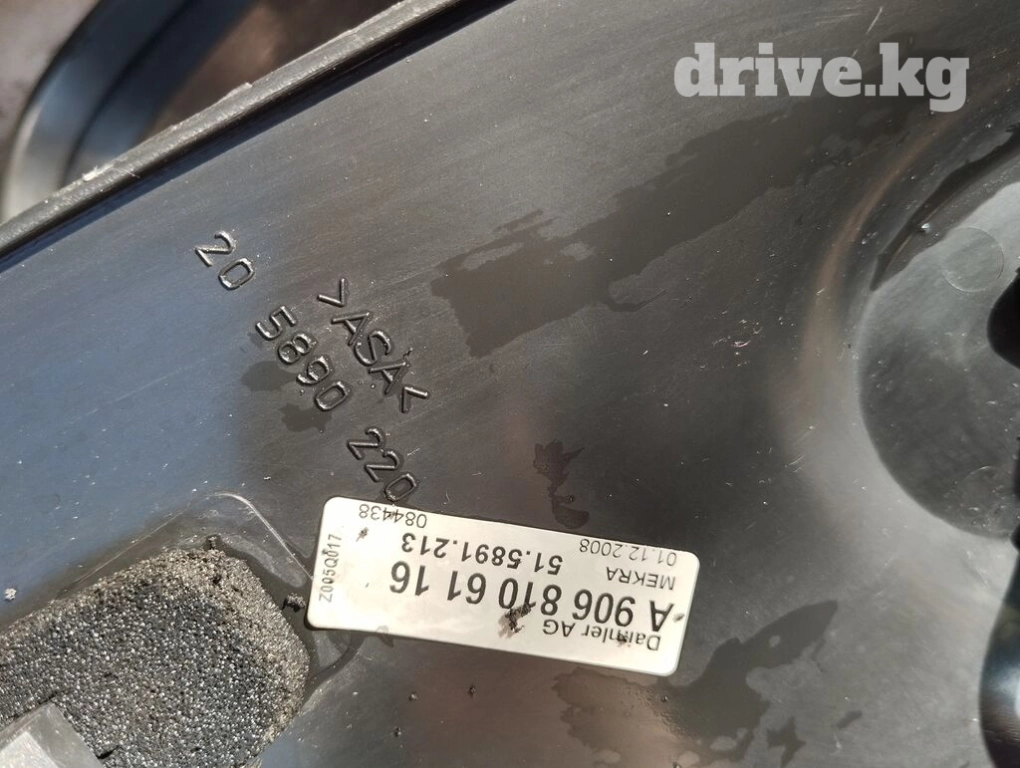 drive.kg
>ASA<
20 5890 220
Daimler AG
A 906 810 61 16
MEKRA 51.5891.213
01.12.2008 084438
Z005Q017